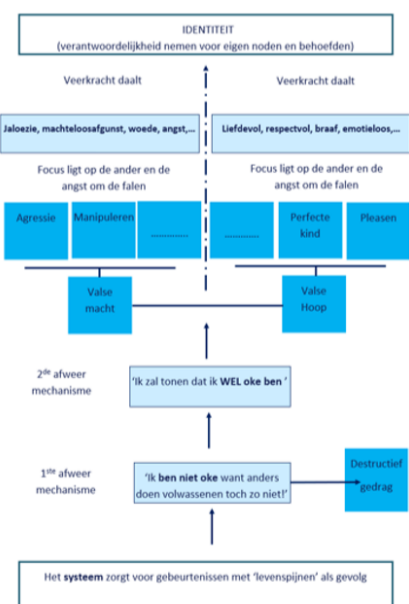 IDENTITEIT
(verantwoordelijkheid nemen voor eigen noden en behoefden)
Veerkracht daalt
Veerkracht daalt
Jaloezie, machteloosafgunst, woede, angst,...
Liefdevol, respectvol, braaf, emotieloos,...
Focus ligt op de ander en de
angst om de falen
Focus ligt op de ander en de
angst om de falen
Agressie
Manipuleren
..............
.............
Perfecte
kind
Pleasen
Valse
macht
Valse
Hoop
2de afweer
mechanisme
'Ik zal tonen dat ik WEL oke ben '
1ste afweer
mechanisme
'Ik ben niet oke want anders
doen volwassenen toch zo niet!'
Destructief
gedrag
Het systeem zorgt voor gebeurtenissen met 'levenspijnen' als gevolg